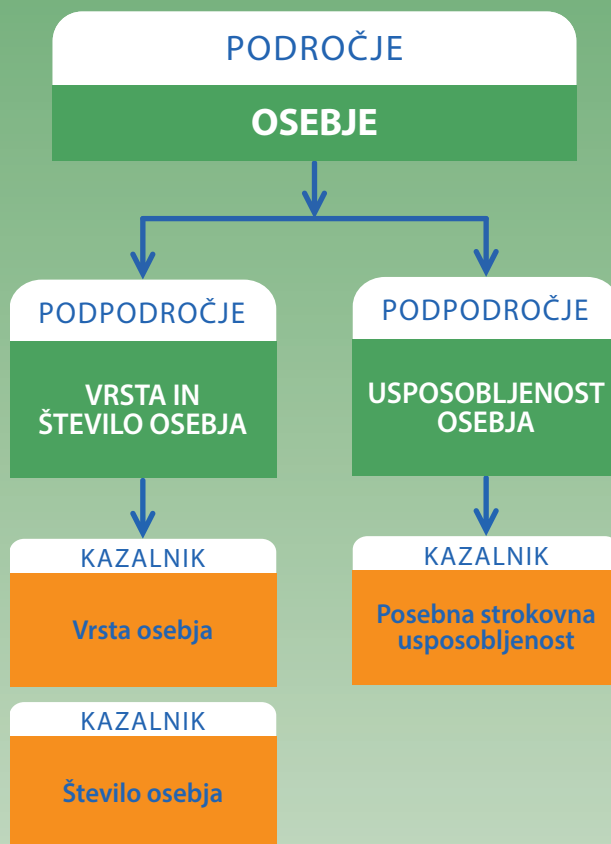 PODROČJE
OSEBJE
PODPODROČJE
VRSTA IN
ŠTEVILO OSEBJA
KAZALNIK
Vrsta osebja
KAZALNIK
Število osebja
PODPODROČJE
USPOSOBLJENOST
OSEBJA
KAZALNIK
Posebna strokovna
usposobljenost